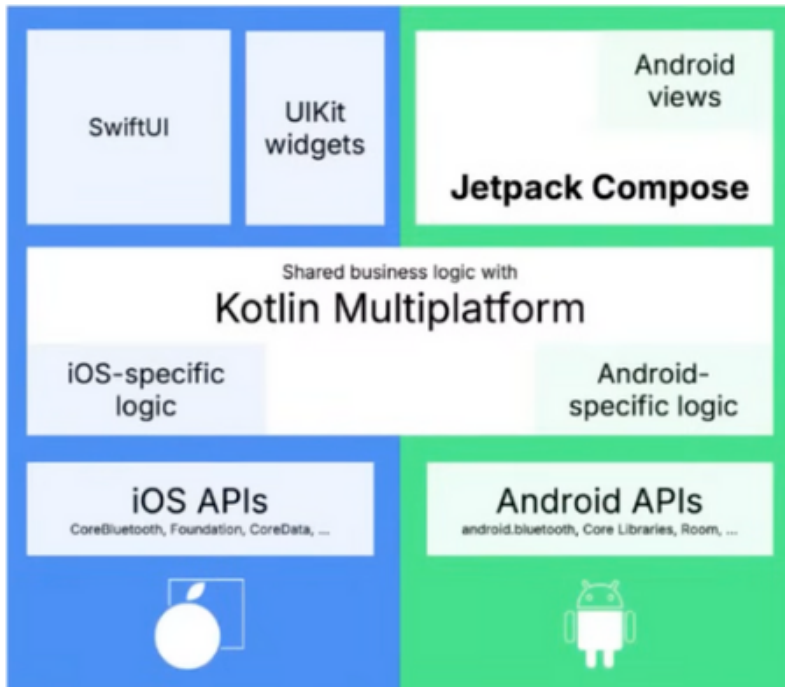 SwiftUI
UIKit
widgets
Android
views
Jetpack Compose
Shared business logic with
Kotlin Multiplatform
iOS-specific
logic
Android-
specific logic
iOS APIs
CoreBluetooth, Foundation, CoreData, ...
Android APIs
android.bluetooth, Core Libraries, Room, ...